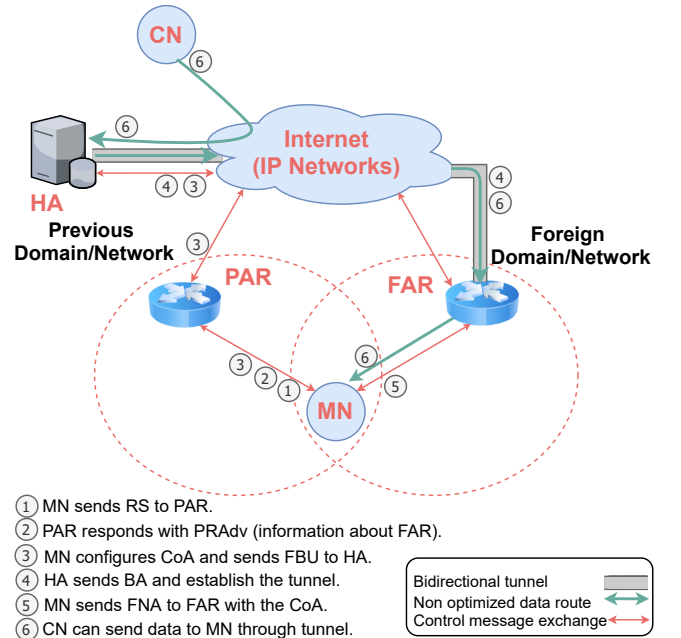 CN
6
6
Internet
(IP Networks)
HA
4 3
4
6
Previous
Domain/Network
Foreign
Domain/Network
3
PAR
FAR
3
2
1
6
5
MN
1 MN sends RS to PAR.
2 PAR responds with PRAdv (information about FAR).
3 MN configures CoA and sends FBU to HA.
4 HA sends BA and establish the tunnel.
5 MN sends FNA to FAR with the CoA.
6 CN can send data to MN through tunnel.
Bidirectional tunnel
Non optimized data route
Control message exchange